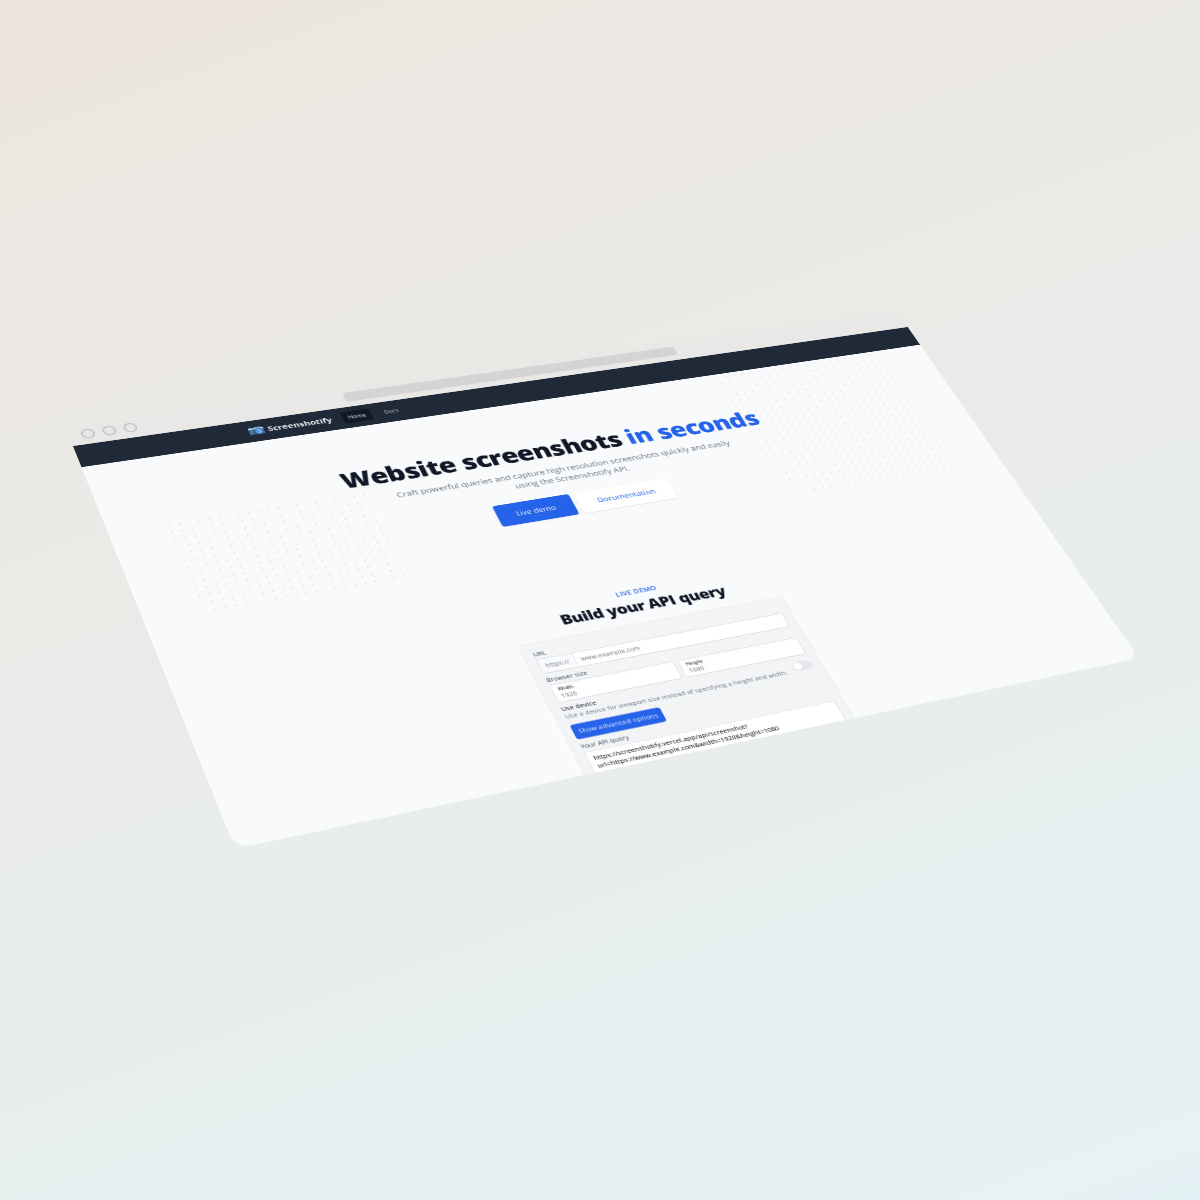 Screenshotify Home Docs
Website screenshots in seconds
Craft powerful queries and capture high resolution screenshots quickly and easily
using the Screenshotify API.
Live demo Documentation
LIVE DEMO
Build your API query
URL
https:// www.example.com
Browser size
Width Height
1920 1080
Use device
Use a device for viewport size instead of specifying a height and width.
Show advanced options
Your API query
https://screenshotify.vercel.app/api/screenshot?
url=https://www.example.com&width=1920&height=1080